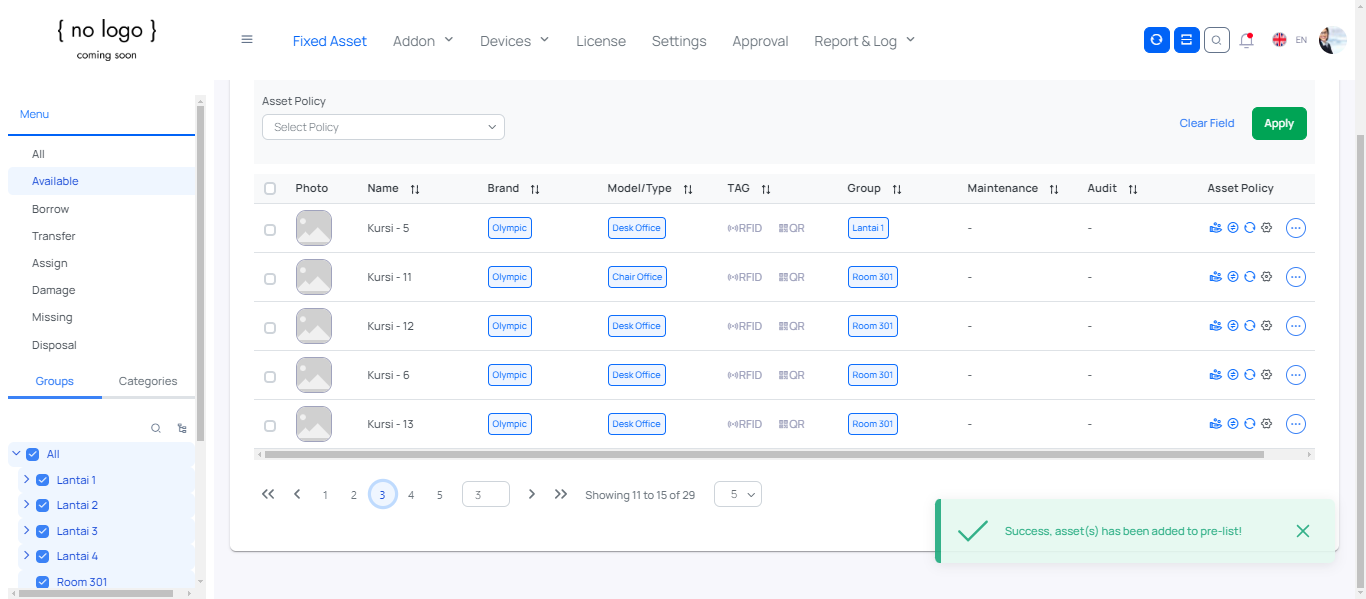 { no logo }
coming soon
Fixed Asset Addon Devices License Settings Approval Report & Log EN
Menu
All
Available
Borrow
Transfer
Assign
Damage
Missing
Disposal
Groups Categories
All
Lantai 1
Lantai 2
Lantai 3
Lantai 4
Room 301
Asset Policy
Select Policy
Clear Field Apply
Photo Name Brand Model/Type TAG Group Maintenance Audit Asset Policy
Kursi - 5 Olympic Desk Office RFID QR Lantai 1 - -
Kursi - 11 Olympic Chair Office RFID QR Room 301 - -
Kursi - 12 Olympic Desk Office RFID QR Room 301 - -
Kursi - 6 Olympic Desk Office RFID QR Room 301 - -
Kursi - 13 Olympic Desk Office RFID QR Room 301 - -
1 2 3 4 5 3 Showing 11 to 15 of 29 5
Success, asset(s) has been added to pre-list!